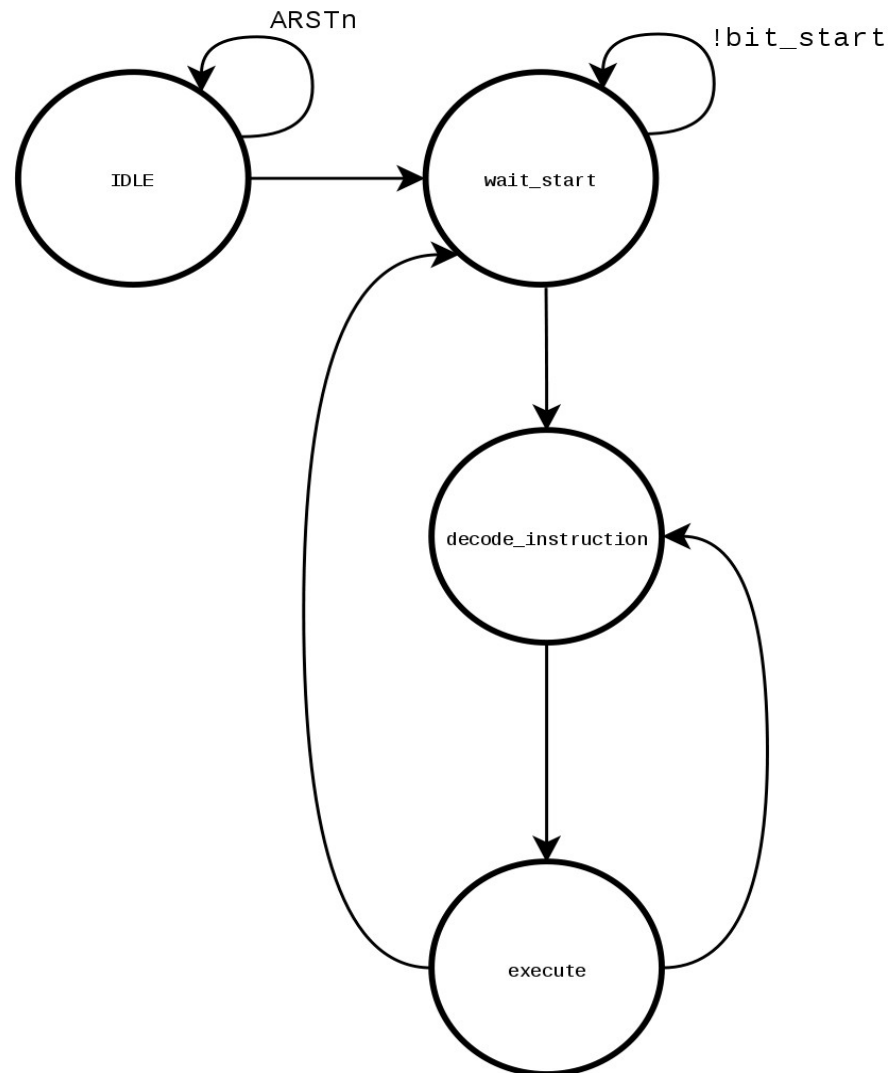 ARSTn
!bit_start
IDLE
wait_start
decode_instruction
execute